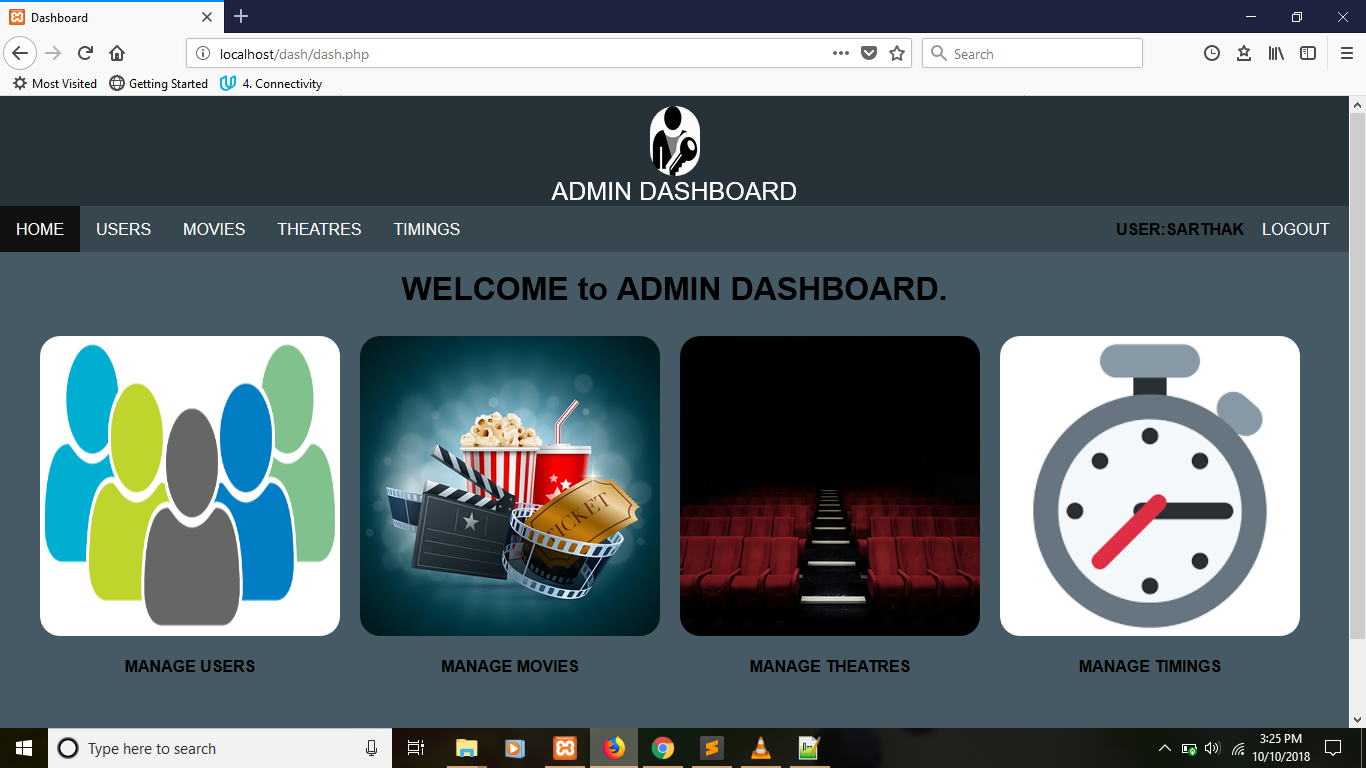 Dashboard
localhost/dash/dash.php
Search
Most Visited
Getting Started
4. Connectivity
ADMIN DASHBOARD
HOME USERS MOVIES THEATRES TIMINGS USER:SARTHAK LOGOUT
WELCOME to ADMIN DASHBOARD.
TICKET
MANAGE USERS MANAGE MOVIES MANAGE THEATRES MANAGE TIMINGS
Type here to search
3:25 PM
10/10/2018